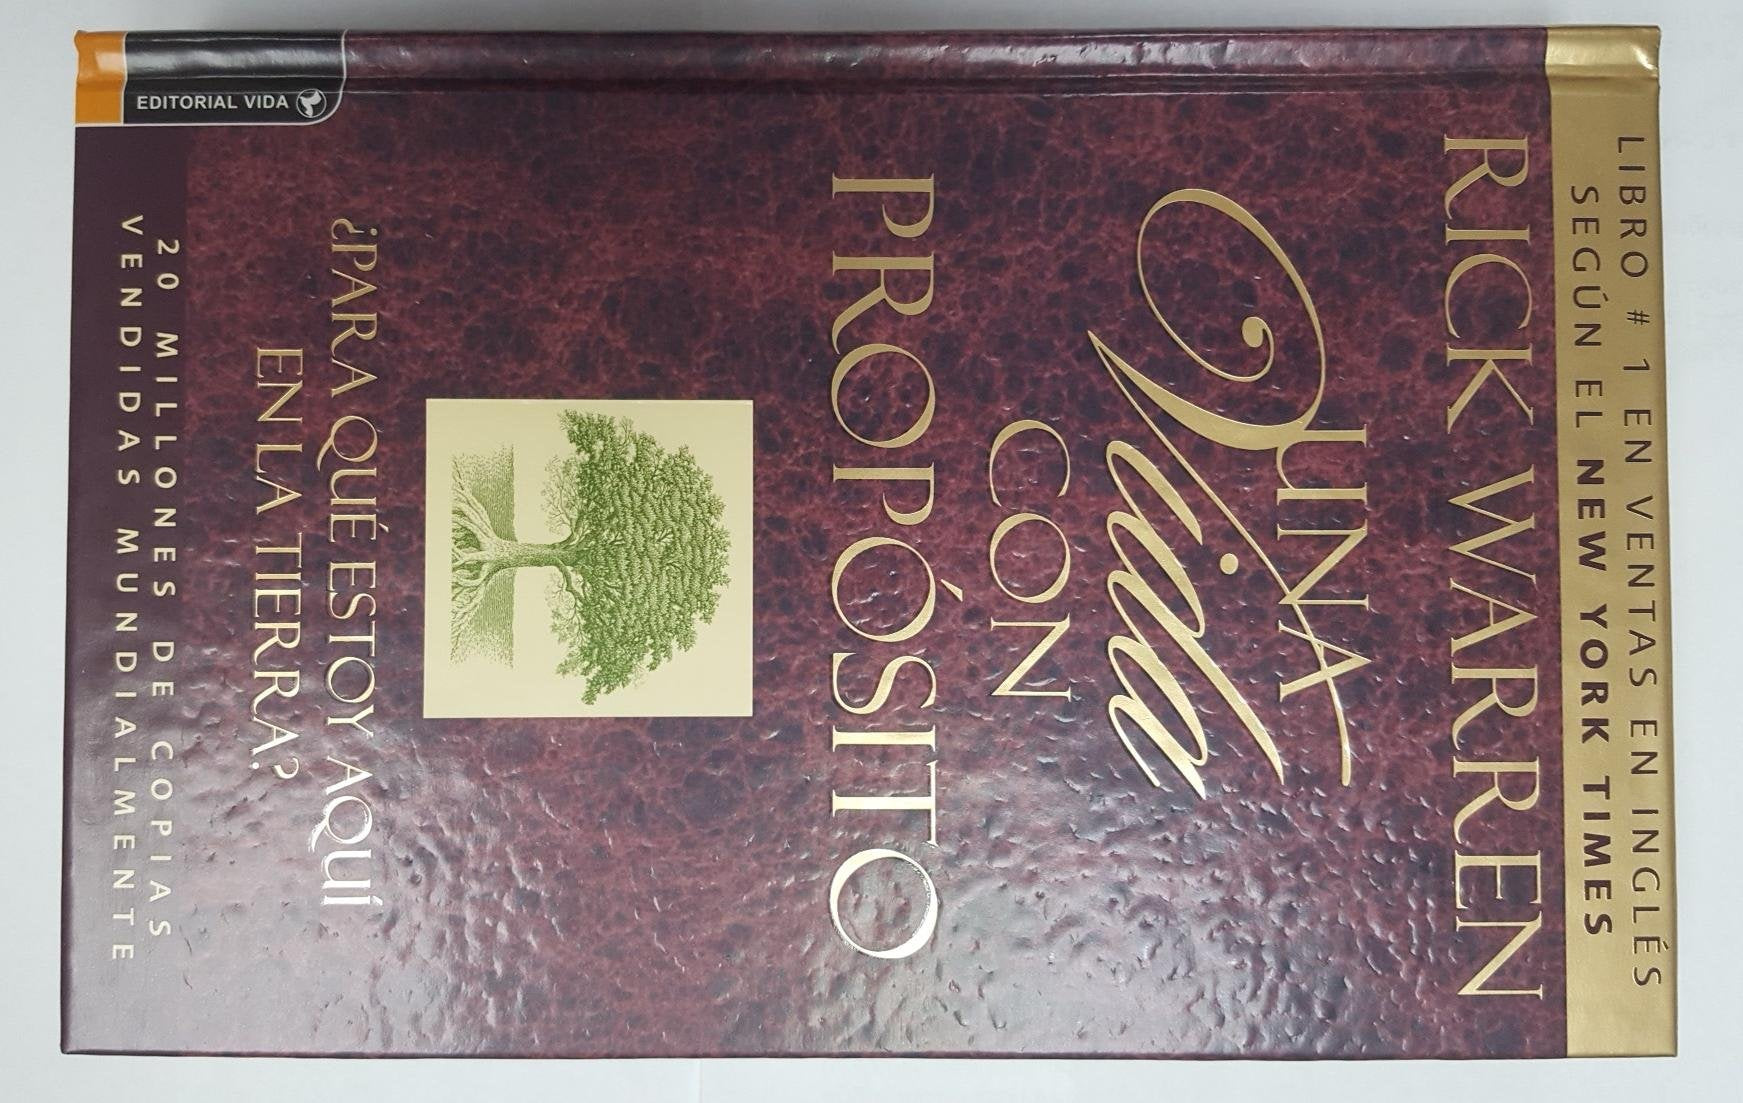 LIBRO # 1 EN VENTAS EN INGLÉS
SEGÚN EL NEW YORK TIMES
RICK WARREN
UNA
Vida
CON
PROPÓSITO
¿PARA QUÉ ESTOY AQUÍ
EN LA TIERRA?
20 MILLONES DE COPIAS
VENDIDAS MUNDIALMENTE
EDITORIAL VIDA